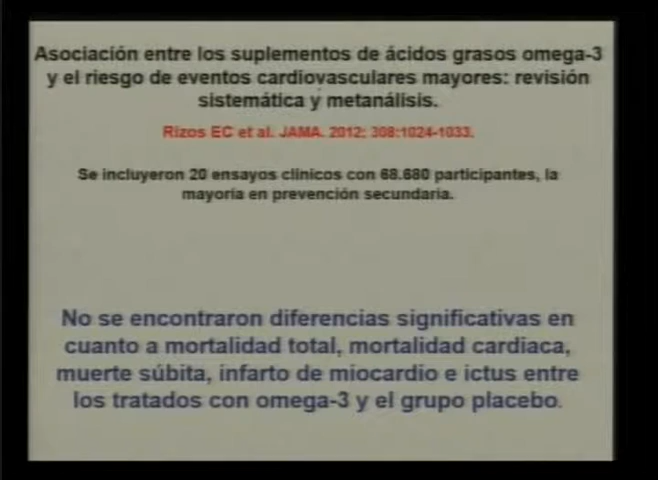 Asociación entre los suplementos de ácidos grasos omega-3
y el riesgo de eventos cardiovasculares mayores: revisión
sistemática y metanálisis.
Rizos EC et al. JAMA. 2012; 308:1024-1033.
Se incluyeron 20 ensayos clínicos con 68.680 participantes, la
mayoría en prevención secundaria.
No se encontraron diferencias significativas en
cuanto a mortalidad total, mortalidad cardiaca,
muerte súbita, infarto de miocardio e ictus entre
los tratados con omega-3 y el grupo placebo.